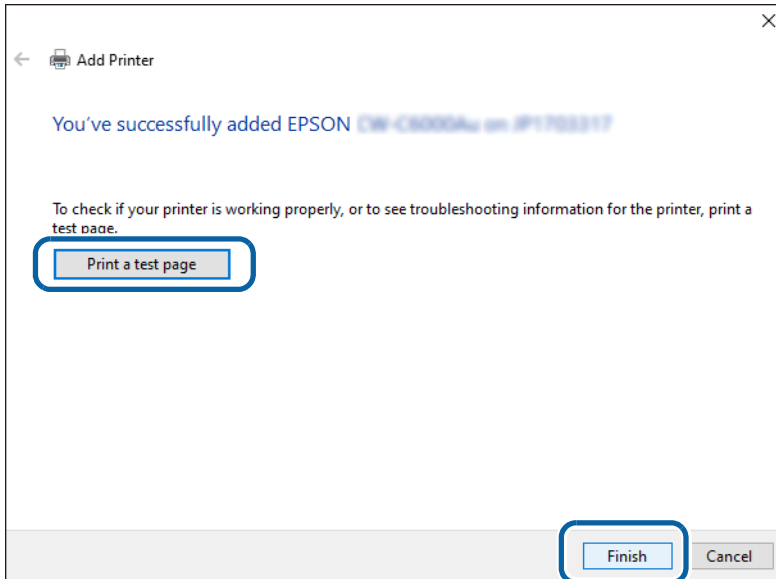 Add Printer
You've successfully added EPSON
To check if your printer is working properly, or to see troubleshooting information for the printer, print a
test page.
Print a test page
Finish
Cancel